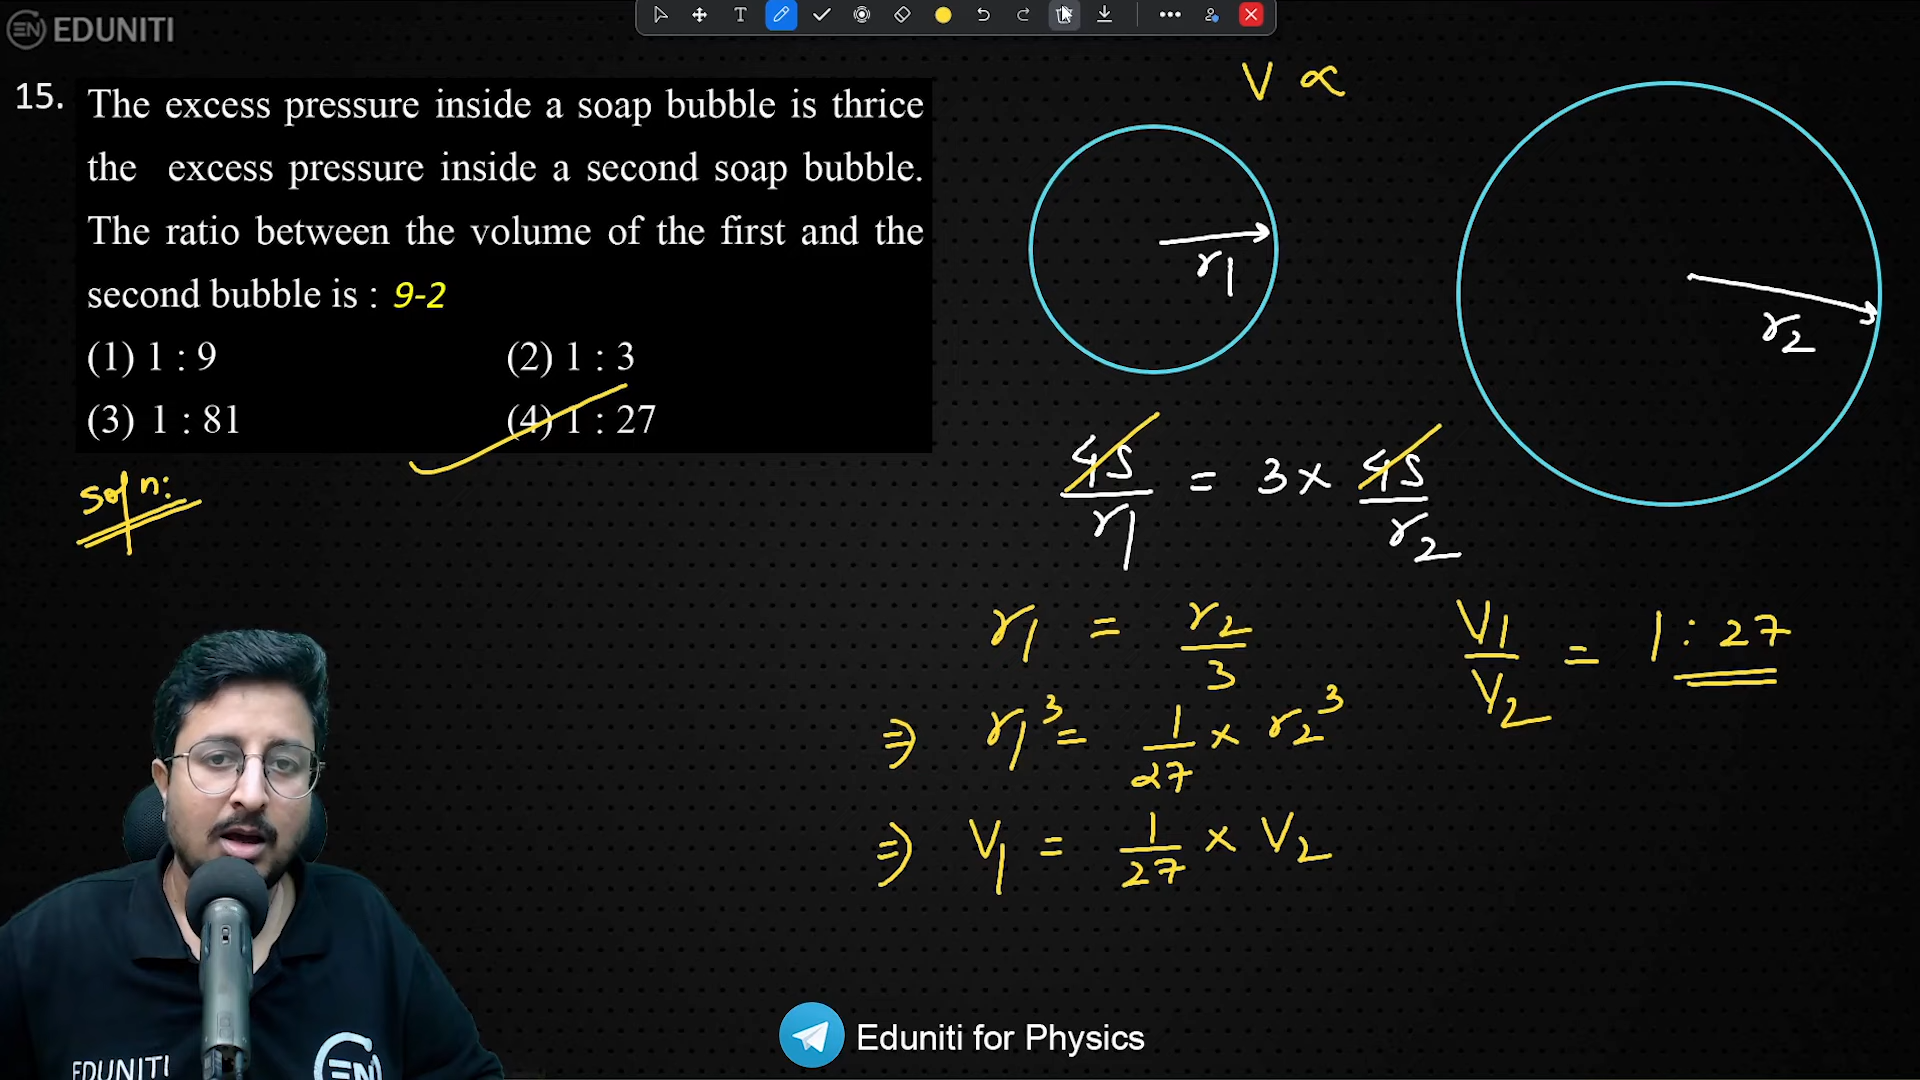 EN EDUNITI
15. The excess pressure inside a soap bubble is thrice
the excess pressure inside a second soap bubble.
The ratio between the volume of the first and the
second bubble is : 9-2
(1) 1 : 9 (2) 1 : 3
(3) 1 : 81 (4) 1 : 27
Soln:
V ∝
r1
r2
4S/r1 = 3 × 4S/r2
r1 = r2/3
V1/V2 = 1 : 27
⇒ r1³ = 1/27 × r2³
⇒ V1 = 1/27 × V2
Eduniti for Physics
EDUNITI
EN
T